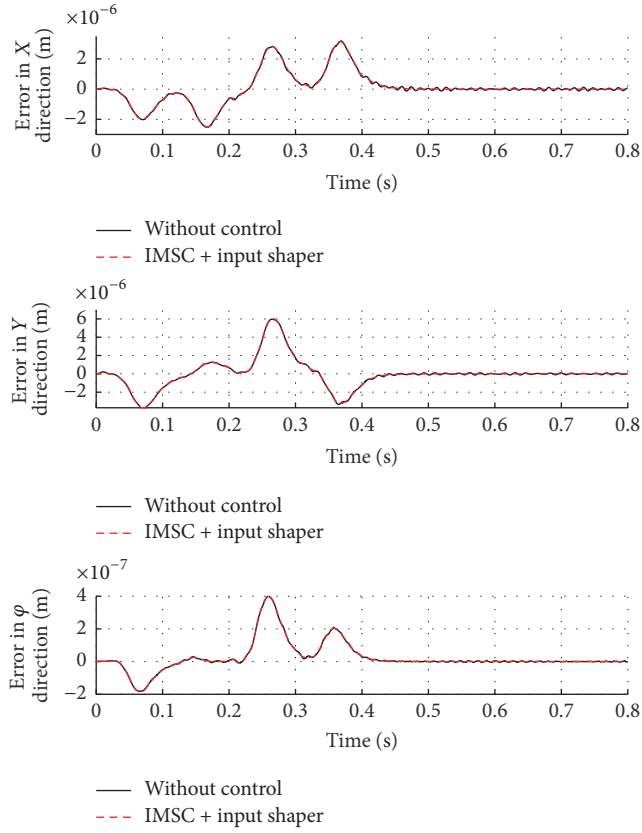 ×10⁻⁶
Error in X
direction (m)
2
0
−2
0 0.1 0.2 0.3 0.4 0.5 0.6 0.7 0.8
Time (s)
Without control
IMSC + input shaper
×10⁻⁶
Error in Y
direction (m)
6
4
2
0
−2
0 0.1 0.2 0.3 0.4 0.5 0.6 0.7 0.8
Time (s)
Without control
IMSC + input shaper
×10⁻⁷
Error in φ
direction (m)
4
2
0
−2
0 0.1 0.2 0.3 0.4 0.5 0.6 0.7 0.8
Time (s)
Without control
IMSC + input shaper